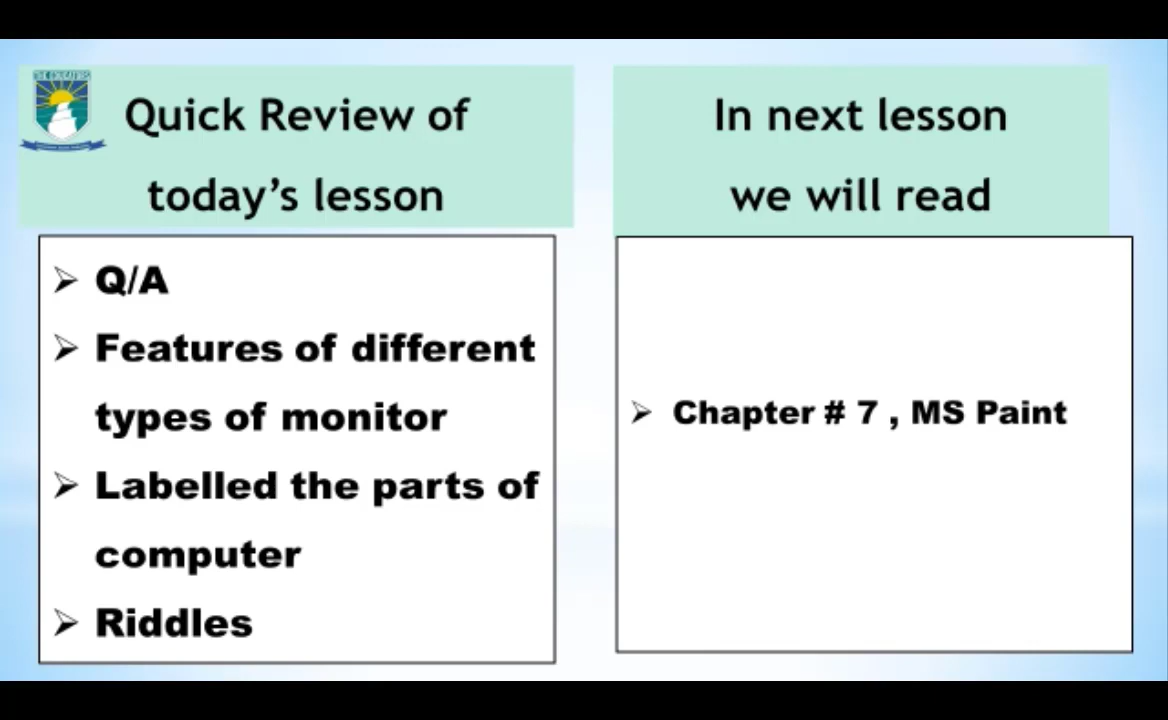 Quick Review of
today's lesson
➢ Q/A
➢ Features of different
types of monitor
➢ Labelled the parts of
computer
➢ Riddles
In next lesson
we will read
➢ Chapter # 7 , MS Paint